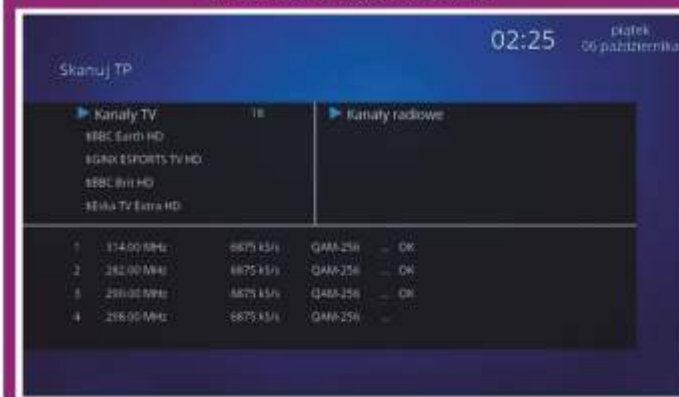 02:25
piątek
06 października
Skanuj TP
Kanały TV 18
Kanały radiowe
$BBC Earth HD
$GINX ESPORTS TV HD
$BBC Brit HD
$Eska TV Extra HD
1 314.00 MHz 6875 kS/s QAM-256 ... OK
2 282.00 MHz 6875 kS/s QAM-256 ... OK
3 290.00 MHz 6875 kS/s QAM-256 ... OK
4 298.00 MHz 6875 kS/s QAM-256 ...